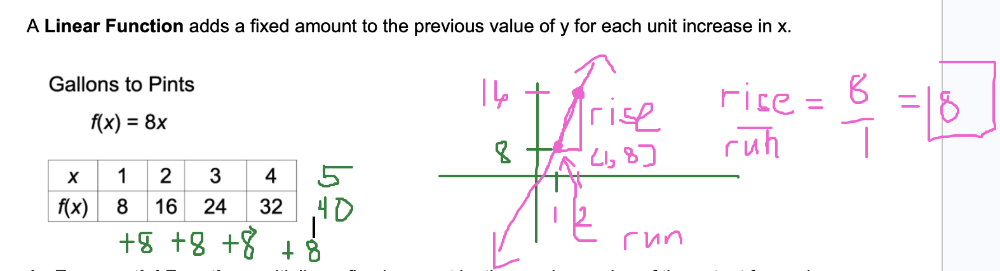 A Linear Function adds a fixed amount to the previous value of y for each unit increase in x.
Gallons to Pints
f(x) = 8x
x 1 2 3 4 5
f(x) 8 16 24 32 40
+8 +8 +8 +8
16
8
rise
(1, 8)
1 2
run
rise/run = 8/1 = 8